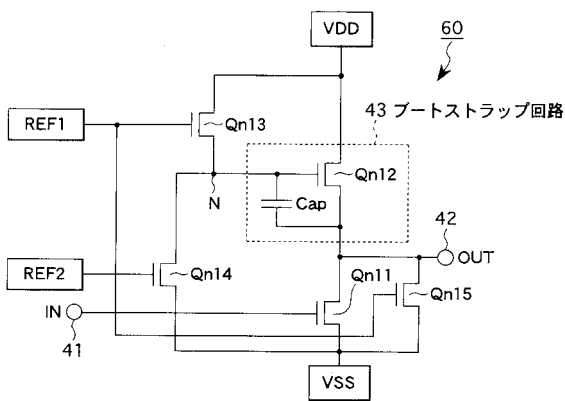 VDD
60
43 ブートストラップ回路
REF1
Qn13
Qn12
N
Cap
42
OUT
REF2
Qn14
Qn11
Qn15
IN
41
VSS